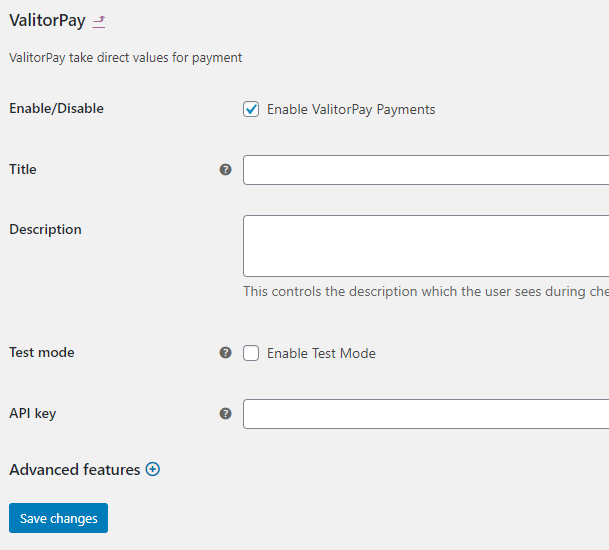 ValitorPay
ValitorPay take direct values for payment
Enable/Disable
Enable ValitorPay Payments
Title
Description
This controls the description which the user sees during che
Test mode
Enable Test Mode
API key
Advanced features
Save changes